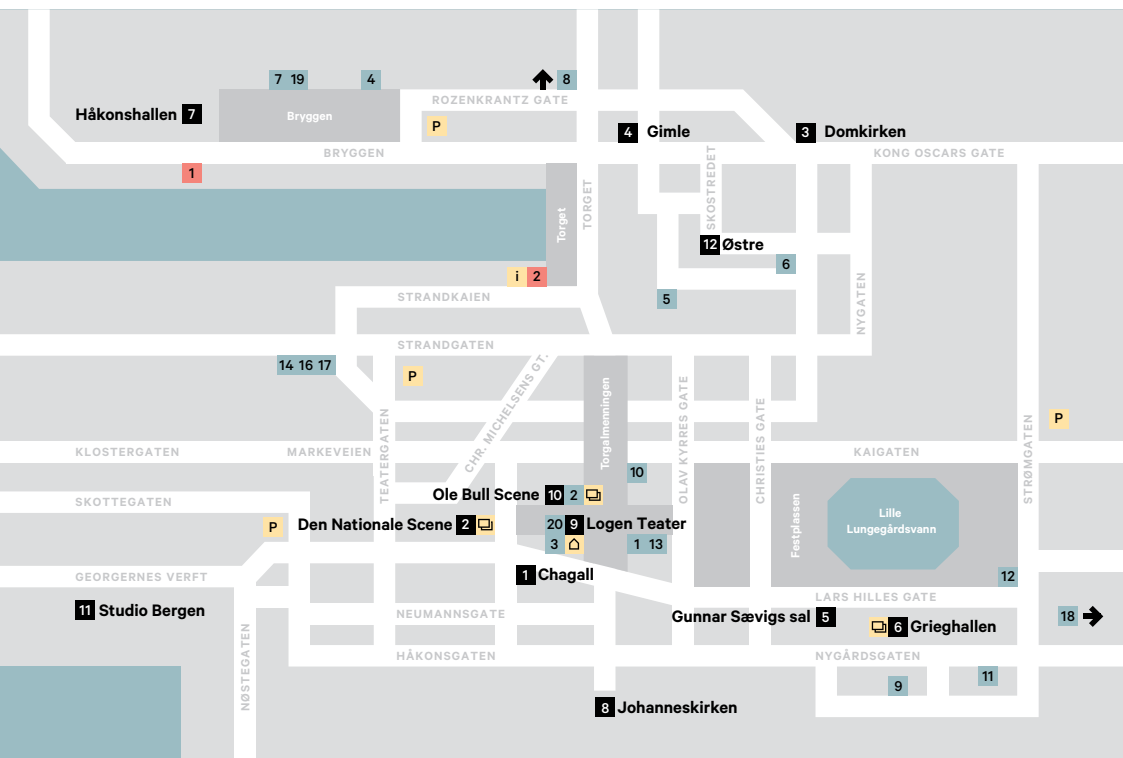 7 19
4
8
ROZENKRANTZ GATE
Håkonshallen 7
Bryggen
P
4 Gimle
3 Domkirken
BRYGGEN
KONG OSCARS GATE
1
SKOSTREDET
TORGET
Torget
12 Østre
6
i 2
5
STRANDKAIEN
NYGATEN
STRANDGATEN
14 16 17
P
CHR. MICHELSENS GT.
Torgalmenningen
OLAV KYRRES GATE
CHRISTIES GATE
TEATERGATEN
STRØMGATEN
P
KLOSTERGATEN
MARKEVEIEN
KAIGATEN
10
Ole Bull Scene 10 2
SKOTTEGATEN
P
Den Nationale Scene 2
20 9 Logen Teater
3
1 13
Festplassen
Lille
Lungegårdsvann
GEORGERNES VERFT
1 Chagall
12
LARS HILLES GATE
11 Studio Bergen
NEUMANNSGATE
Gunnar Sævigs sal 5
6 Grieghallen
18
NØSTEGATEN
HÅKONSGATEN
NYGÅRDSGATEN
9
11
8 Johanneskirken